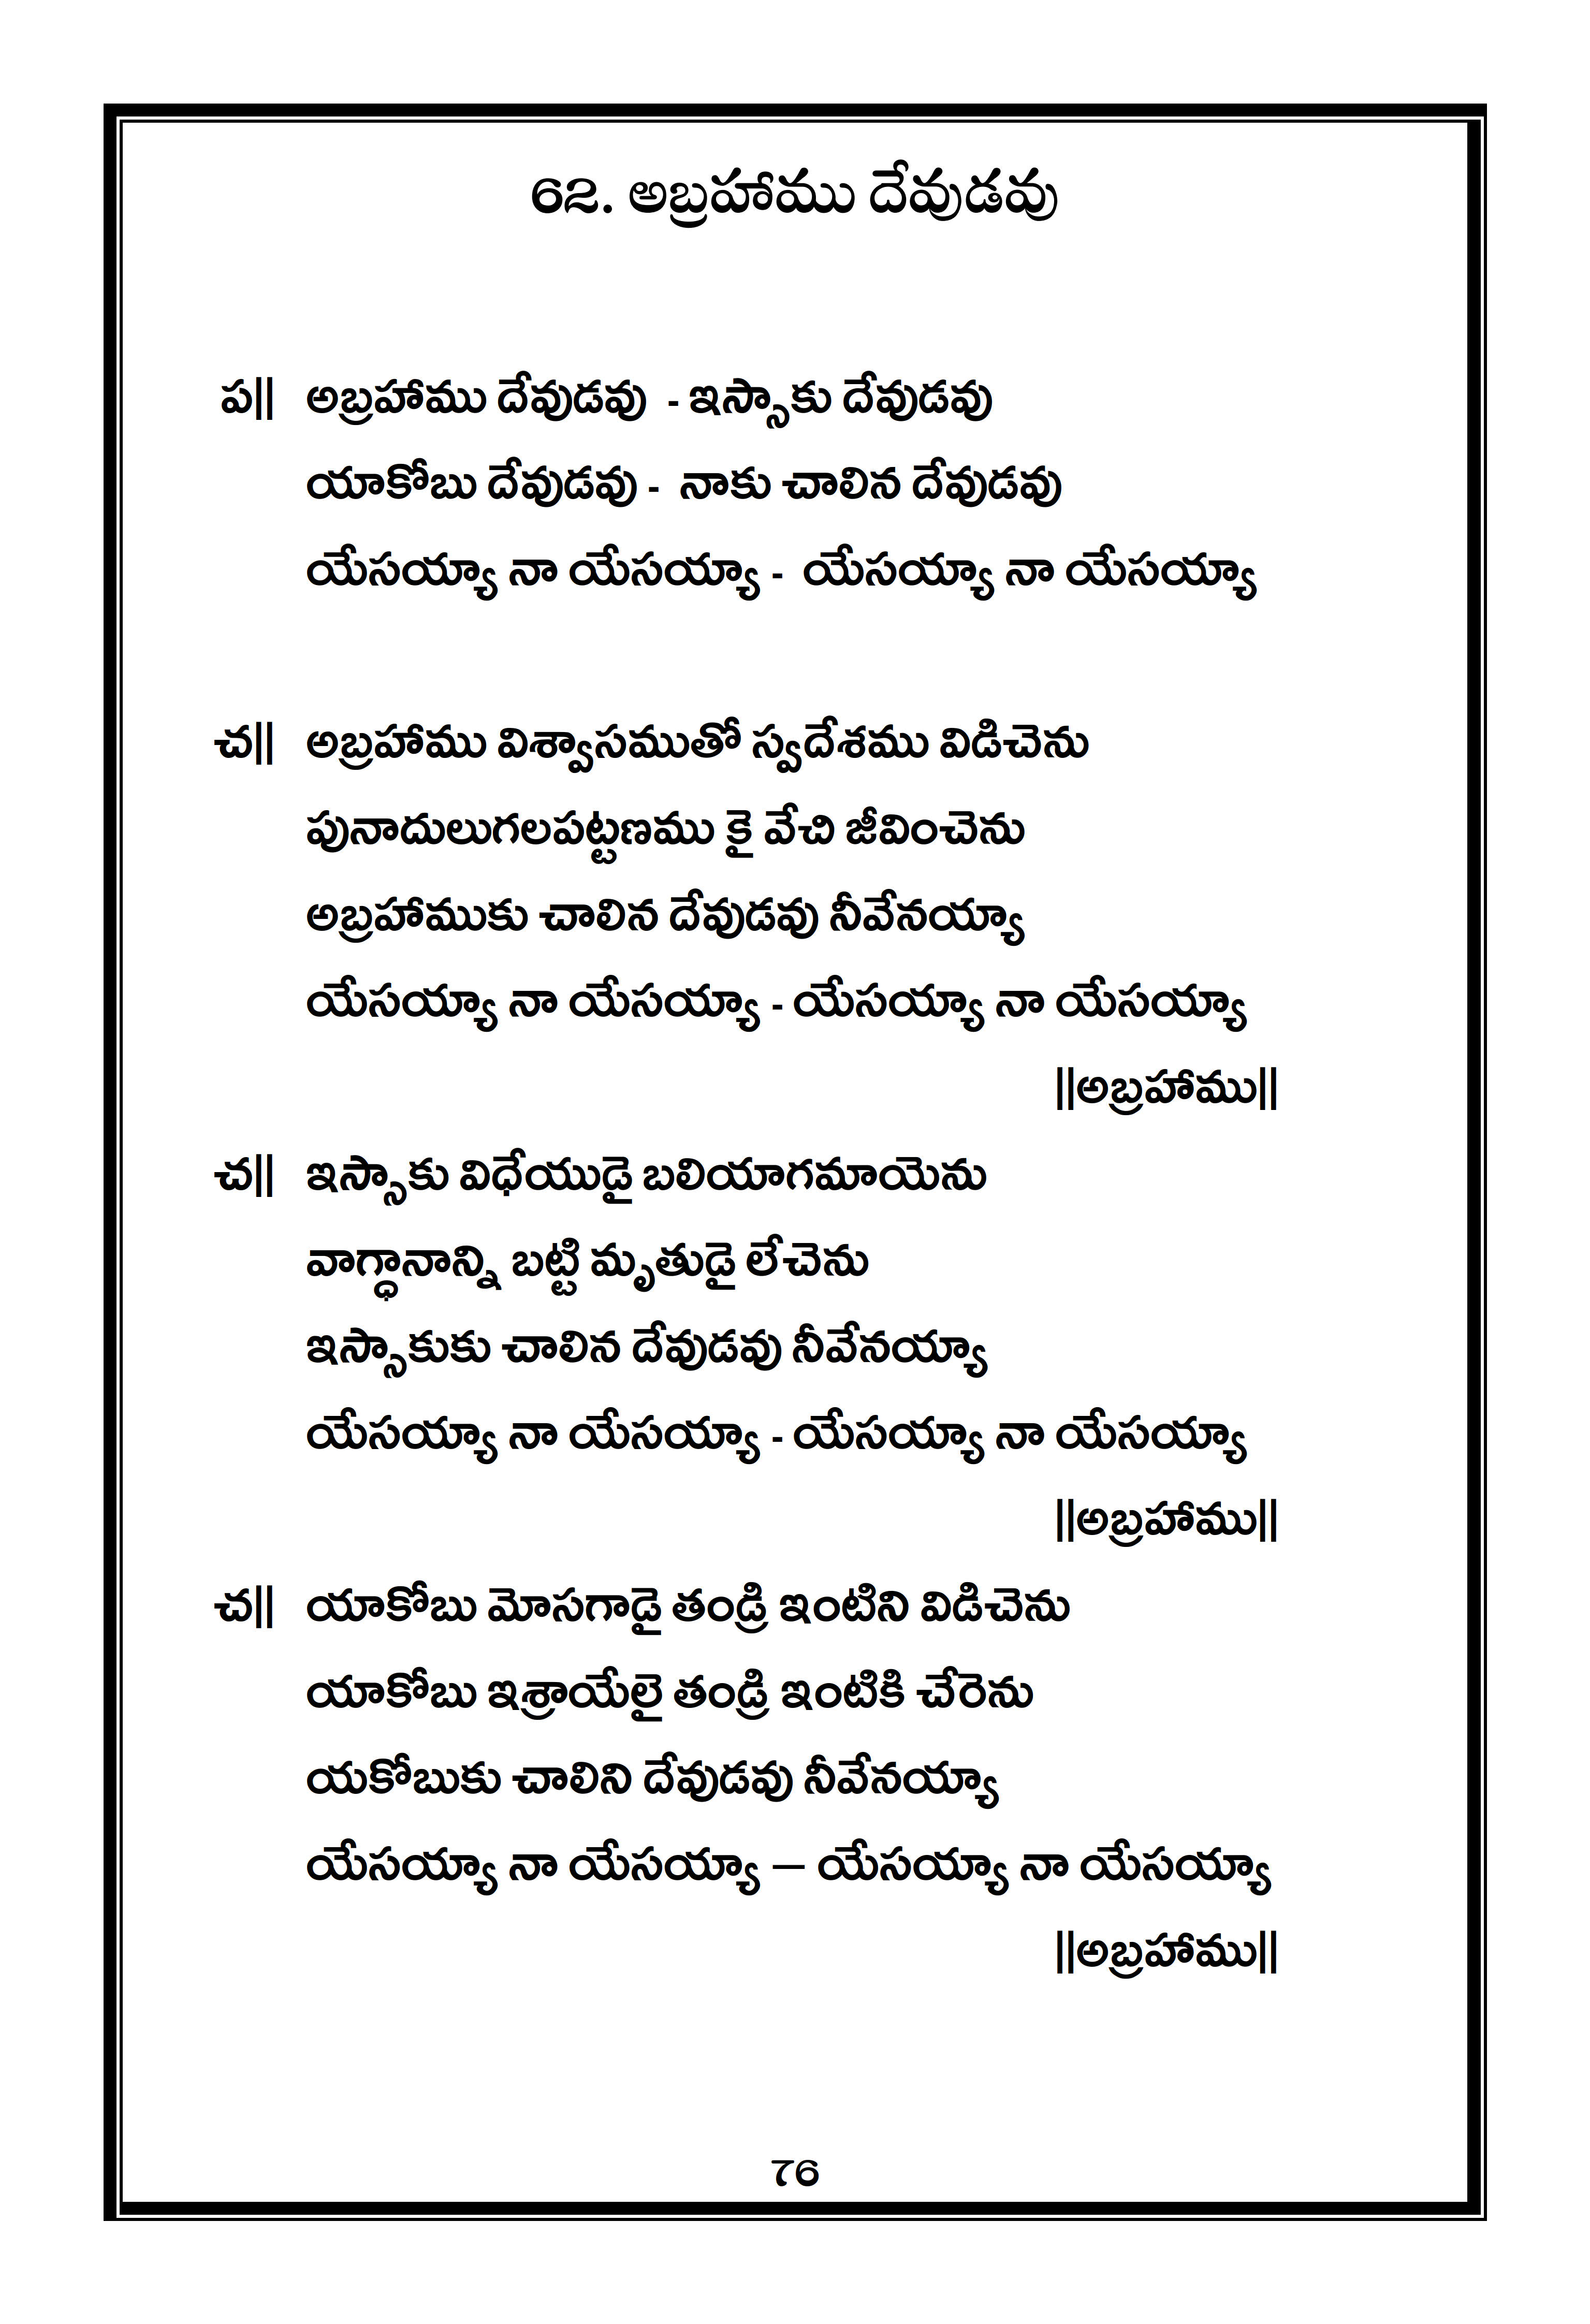 62. అబ్రహాము దేవుడవు
ప|| అబ్రహాము దేవుడవు - ఇస్సాకు దేవుడవు
యాకోబు దేవుడవు - నాకు చాలిన దేవుడవు
యేసయ్యా నా యేసయ్యా - యేసయ్యా నా యేసయ్యా
చ|| అబ్రహాము విశ్వాసముతో స్వదేశము విడిచెను
పునాదులుగలపట్టణము కై వేచి జీవించెను
అబ్రహాముకు చాలిన దేవుడవు నీవేనయ్యా
యేసయ్యా నా యేసయ్యా - యేసయ్యా నా యేసయ్యా
||అబ్రహాము||
చ|| ఇస్సాకు విధేయుడై బలియాగమాయెను
వాగ్ధానాన్ని బట్టి మృతుడై లేచెను
ఇస్సాకుకు చాలిన దేవుడవు నీవేనయ్యా
యేసయ్యా నా యేసయ్యా - యేసయ్యా నా యేసయ్యా
||అబ్రహాము||
చ|| యాకోబు మోసగాడై తండ్రి ఇంటిని విడిచెను
యాకోబు ఇశ్రాయేలై తండ్రి ఇంటికి చేరెను
యకోబుకు చాలిని దేవుడవు నీవేనయ్యా
యేసయ్యా నా యేసయ్యా – యేసయ్యా నా యేసయ్యా
||అబ్రహాము||
76